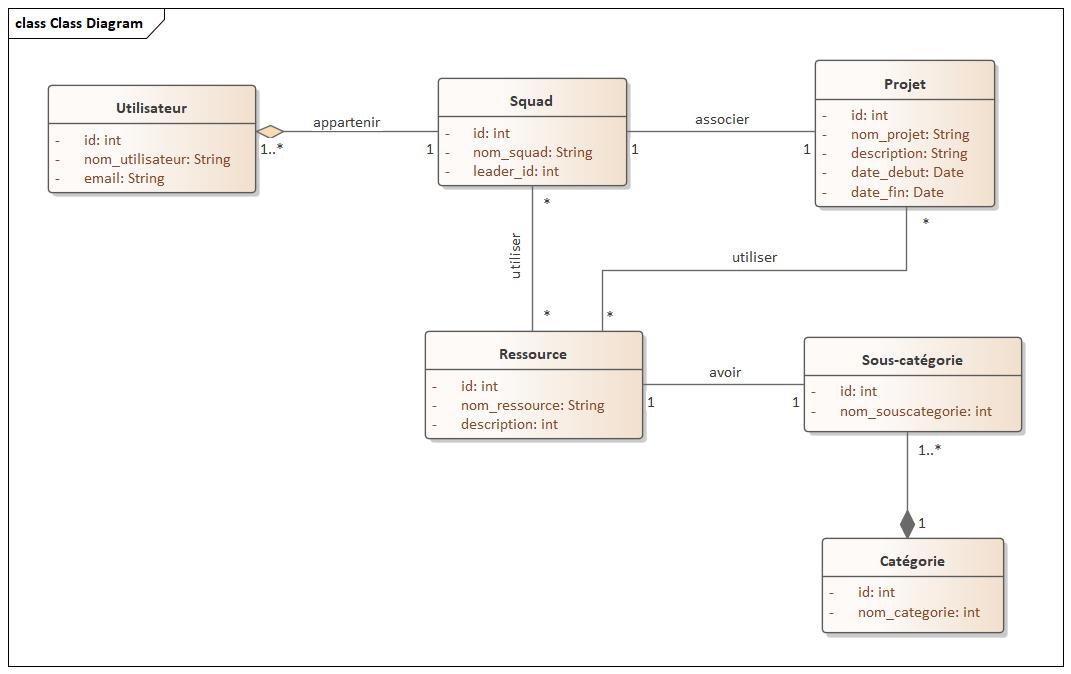 class Class Diagram
Utilisateur
- id: int
- nom_utilisateur: String
- email: String
appartenir
1..*
1
Squad
- id: int
- nom_squad: String
- leader_id: int
associer
1
1
Projet
- id: int
- nom_projet: String
- description: String
- date_debut: Date
- date_fin: Date
*
utiliser
*
*
utiliser
*
Ressource
- id: int
- nom_ressource: String
- description: int
avoir
1
1
Sous-catégorie
- id: int
- nom_souscategorie: int
1..*
1
Catégorie
- id: int
- nom_categorie: int